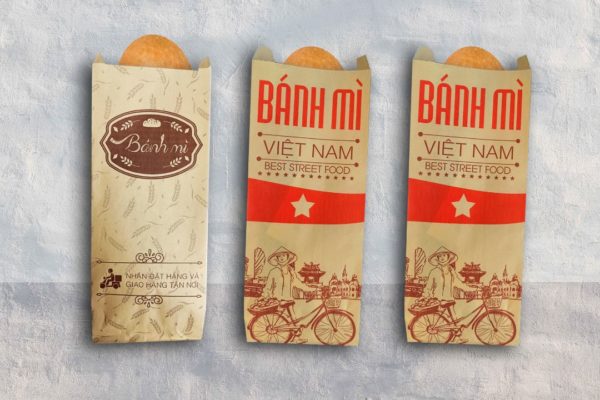 Bánh mì
NHẬN ĐẶT HÀNG VÀ
GIAO HÀNG TẬN NƠI
BÁNH MÌ
VIỆT NAM
BEST STREET FOOD
BÁNH MÌ
VIỆT NAM
BEST STREET FOOD